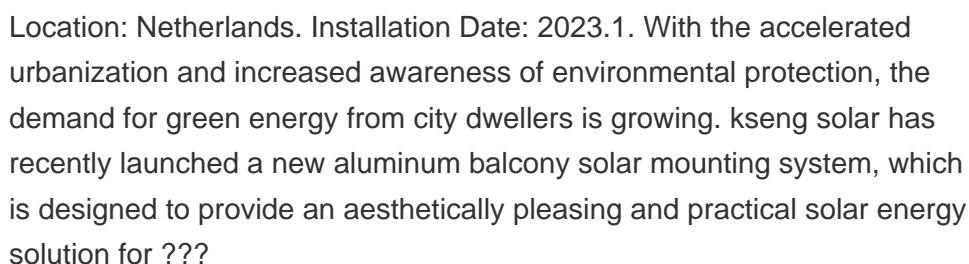 Location: Netherlands. Installation Date: 2023.1. With the accelerated
urbanization and increased awareness of environmental protection, the
demand for green energy from city dwellers is growing. kseng solar has
recently launched a new aluminum balcony solar mounting system, which
is designed to provide an aesthetically pleasing and practical solar energy
solution for ???